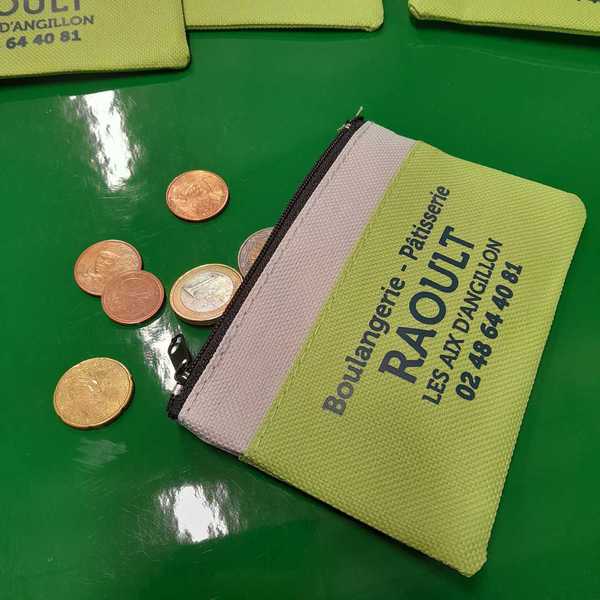 OULT
D'ANGILLON
64 40 81
Boulangerie - Pâtisserie
RAOULT
LES AIX D'ANGILLON
02 48 64 40 81